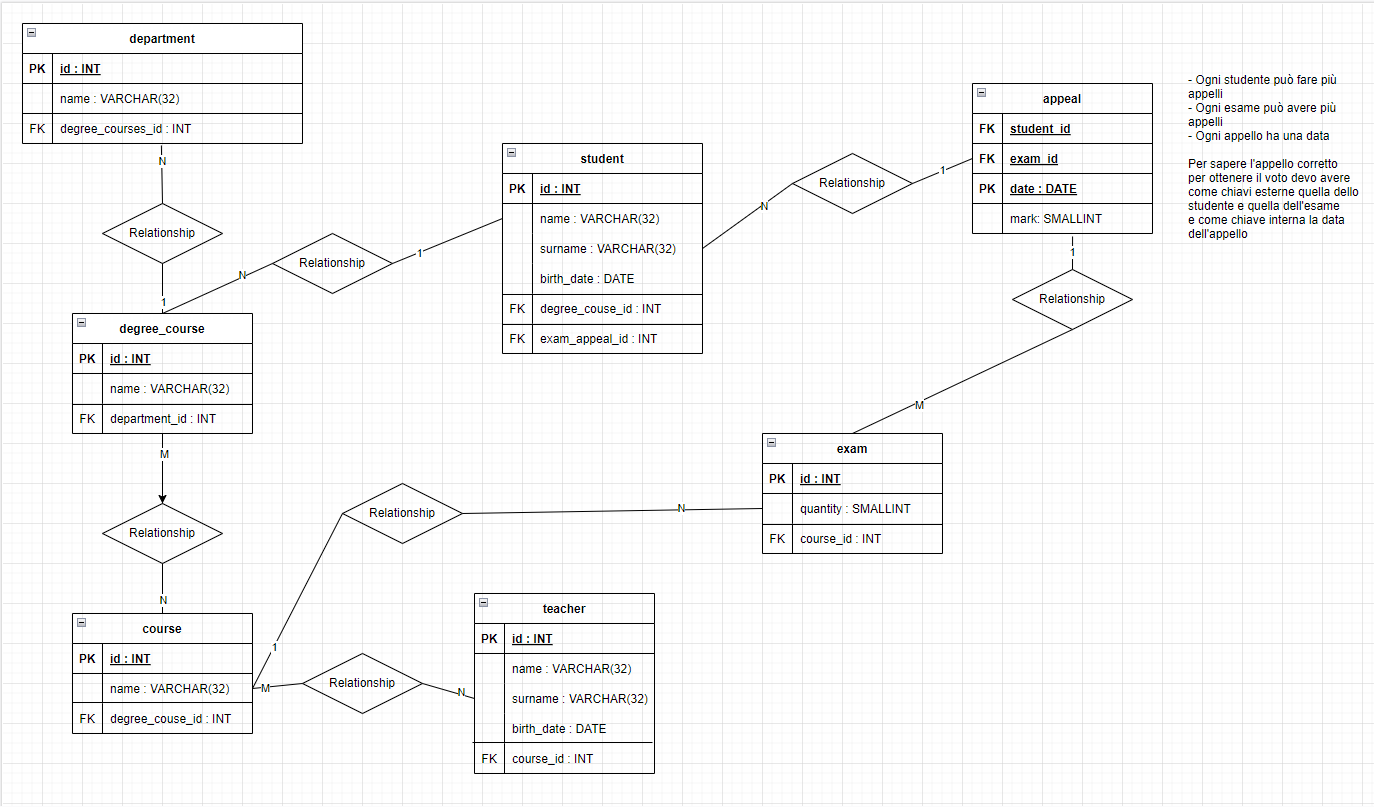 department
PK id : INT
name : VARCHAR(32)
FK degree_courses_id : INT
N
Relationship
1
degree_course
PK id : INT
name : VARCHAR(32)
FK department_id : INT
N
Relationship
1
student
PK id : INT
name : VARCHAR(32)
surname : VARCHAR(32)
birth_date : DATE
FK degree_couse_id : INT
FK exam_appeal_id : INT
N
Relationship
1
appeal
FK student_id
FK exam_id
PK date : DATE
mark: SMALLINT
- Ogni studente può fare più
appelli
- Ogni esame può avere più
appelli
- Ogni appello ha una data
Per sapere l'appello corretto
per ottenere il voto devo avere
come chiavi esterne quella dello
studente e quella dell'esame
e come chiave interna la data
dell'appello
1
Relationship
M
exam
PK id : INT
quantity : SMALLINT
FK course_id : INT
M
Relationship
N
Relationship
N
1
course
PK id : INT
name : VARCHAR(32)
FK degree_couse_id : INT
M
Relationship
N
teacher
PK id : INT
name : VARCHAR(32)
surname : VARCHAR(32)
birth_date : DATE
FK course_id : INT